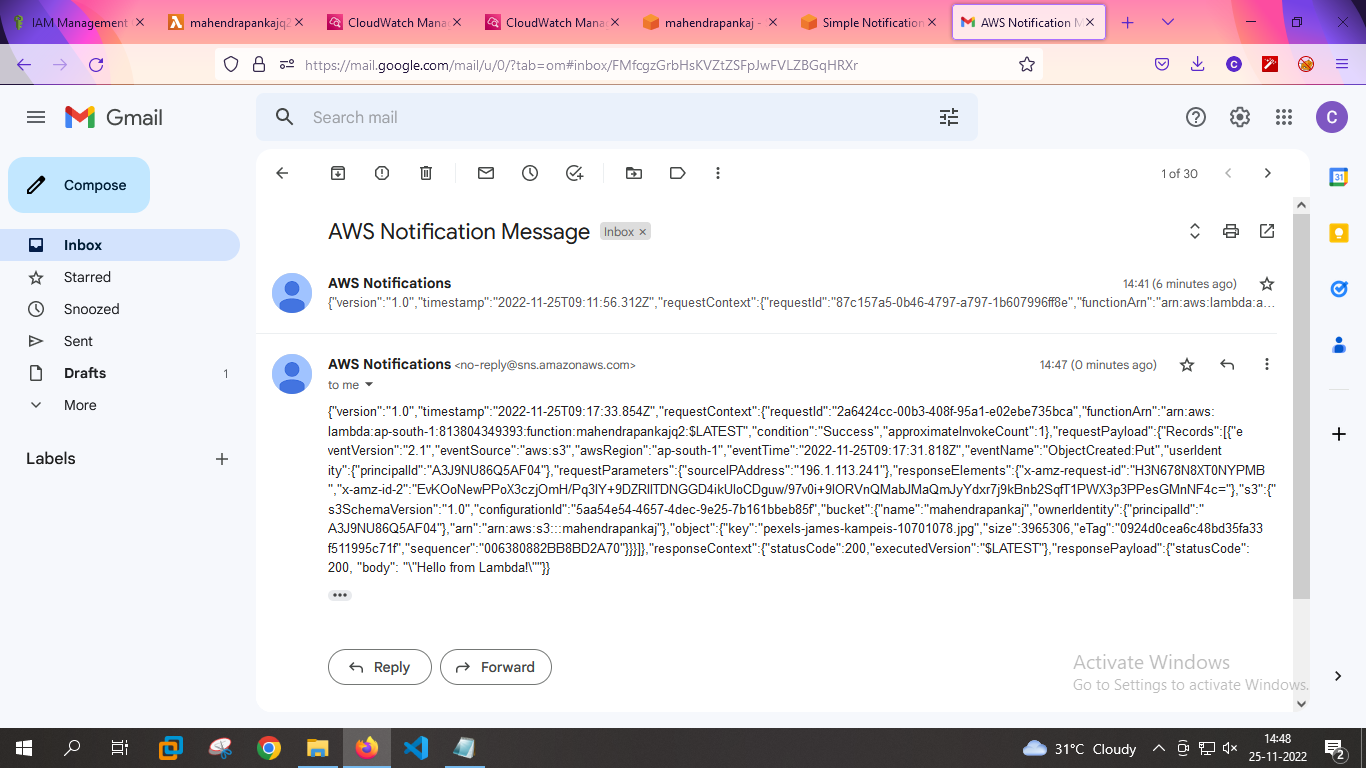 IAM Management
mahendrapankajq2
CloudWatch Mana
CloudWatch Mana
mahendrapankaj -
Simple Notification
AWS Notification M
https://mail.google.com/mail/u/0/?tab=om#inbox/FMfcgzGrbHsKVZtZSFpJwFVLZBGqHRXr
C
Gmail
Search mail
C
Compose
1 of 30
31
Inbox
AWS Notification Message
Inbox ×
Starred
Snoozed
Sent
Drafts 1
More
Labels
AWS Notifications
14:41 (6 minutes ago)
{"version":"1.0","timestamp":"2022-11-25T09:11:56.312Z","requestContext":{"requestId":"87c157a5-0b46-4797-a797-1b607996ff8e","functionArn":"arn:aws:lambda:a...
AWS Notifications <no-reply@sns.amazonaws.com>
14:47 (0 minutes ago)
to me
{"version":"1.0","timestamp":"2022-11-25T09:17:33.854Z","requestContext":{"requestId":"2a6424cc-00b3-408f-95a1-e02ebe735bca","functionArn":"arn:aws:
lambda:ap-south-1:813804349393:function:mahendrapankajq2:$LATEST","condition":"Success","approximateInvokeCount":1},"requestPayload":{"Records":[{"e
ventVersion":"2.1","eventSource":"aws:s3","awsRegion":"ap-south-1","eventTime":"2022-11-25T09:17:31.818Z","eventName":"ObjectCreated:Put","userIdent
ity":{"principalId":"A3J9NU86Q5AF04"},"requestParameters":{"sourceIPAddress":"196.1.113.241"},"responseElements":{"x-amz-request-id":"H3N678N8XT0NYPMB
","x-amz-id-2":"EvKOoNewPPoX3czjOmH/Pq3lY+9DZRIlTDNGGD4ikUIoCDguw/97v0i+9lORVnQMabJMaQmJyYdxr7j9kBnb2SqfT1PWX3p3PPesGMnNF4c="},"s3":{"
s3SchemaVersion":"1.0","configurationId":"5aa54e54-4657-4dec-9e25-7b161bbeb85f","bucket":{"name":"mahendrapankaj","ownerIdentity":{"principalId":"
A3J9NU86Q5AF04"},"arn":"arn:aws:s3:::mahendrapankaj"},"object":{"key":"pexels-james-kampeis-10701078.jpg","size":3965306,"eTag":"0924d0cea6c48bd35fa33
f511995c71f","sequencer":"006380882BB8BD2A70"}}}]},"responseContext":{"statusCode":200,"executedVersion":"$LATEST"},"responsePayload":{"statusCode":
200, "body": "\"Hello from Lambda!\""}}
Reply
Forward
Activate Windows
Go to Settings to activate Windows.
31°C Cloudy
14:48
25-11-2022
2